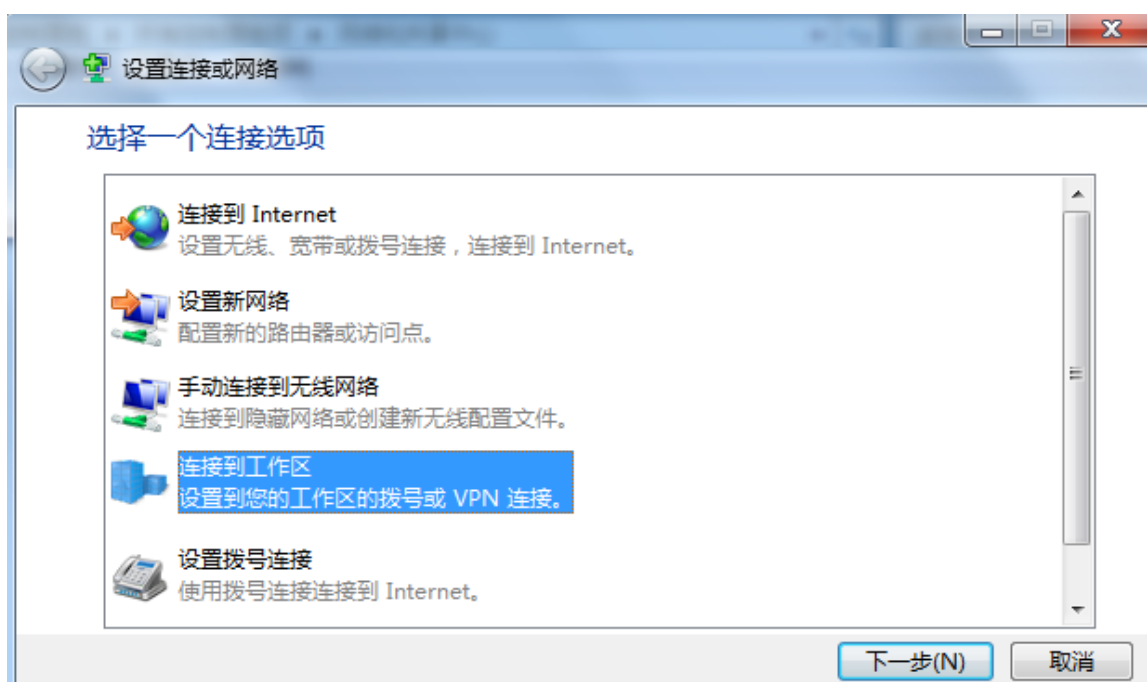 设置连接或网络
选择一个连接选项
连接到 Internet
设置无线、宽带或拨号连接，连接到 Internet。
设置新网络
配置新的路由器或访问点。
手动连接到无线网络
连接到隐藏网络或创建新无线配置文件。
连接到工作区
设置到您的工作区的拨号或 VPN 连接。
设置拨号连接
使用拨号连接连接到 Internet。
下一步(N)
取消